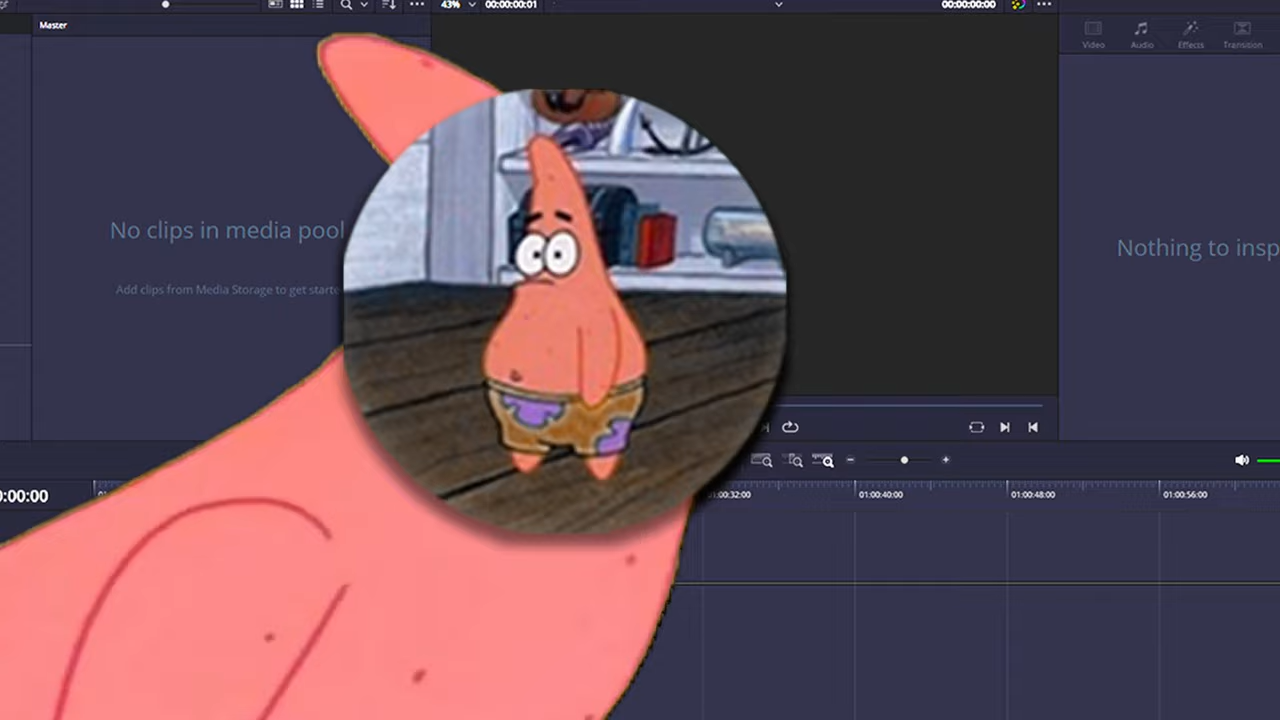 43%
00:00:00:01
00:00:00:00
Master
Video
Audio
Effects
Transition
No clips in media pool
Add clips from Media Storage to get starte
Nothing to insp
0:00:00
01:00:32:00
01:00:40:00
01:00:48:00
01:00:56:00